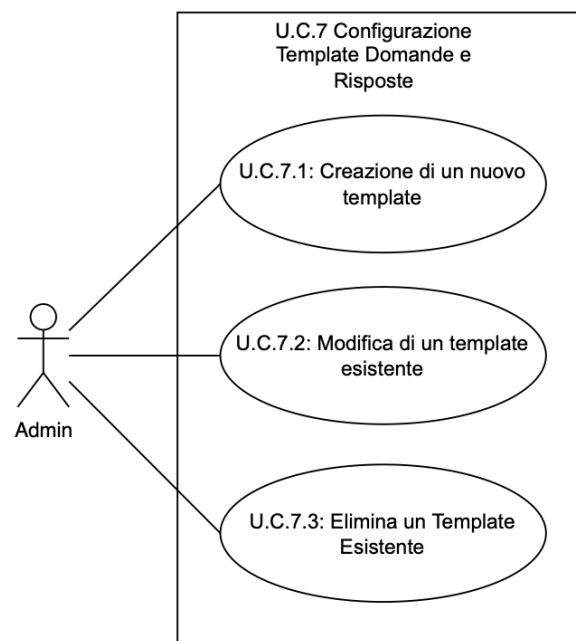 U.C.7 Configurazione
Template Domande e
Risposte
U.C.7.1: Creazione di un nuovo
template
U.C.7.2: Modifica di un template
esistente
Admin
U.C.7.3: Elimina un Template
Esistente